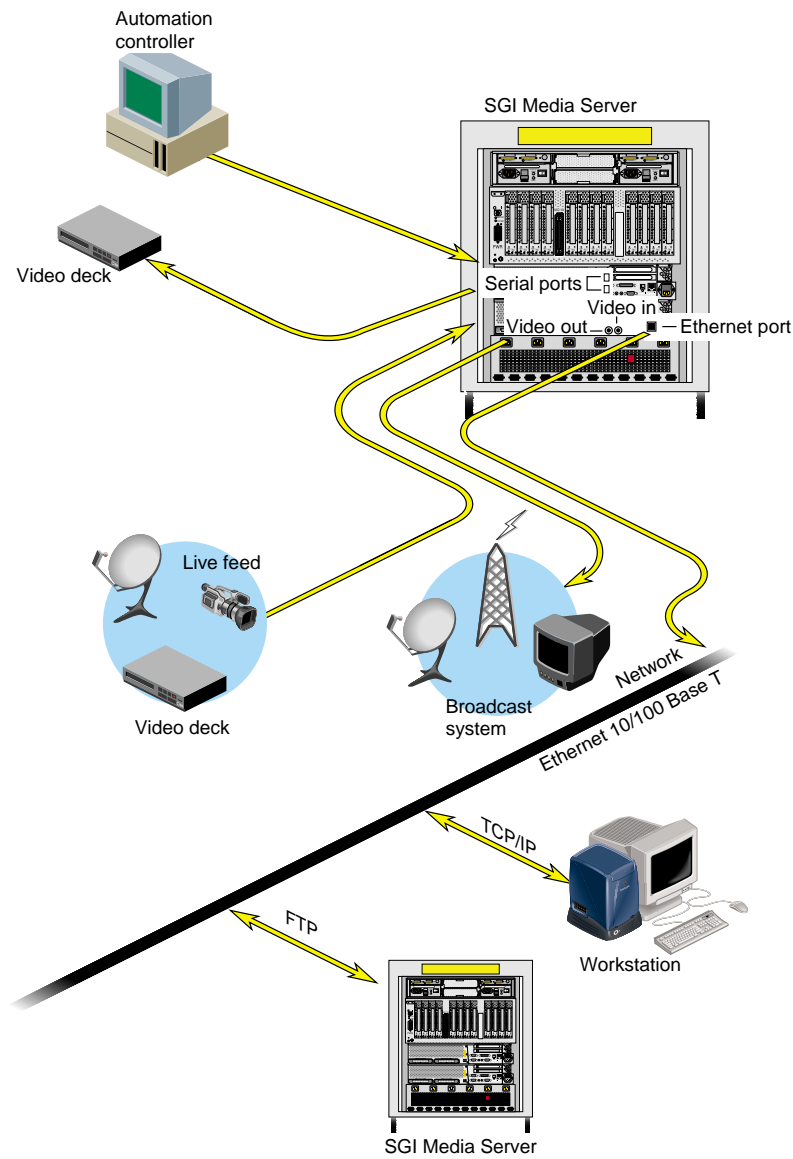 Automation
controller
SGI Media Server
PWR
Video deck
Serial ports
Video in
Video out
Ethernet port
Live feed
Video deck
Broadcast
system
Network
Ethernet 10/100 Base T
TCP/IP
FTP
Workstation
SGI Media Server